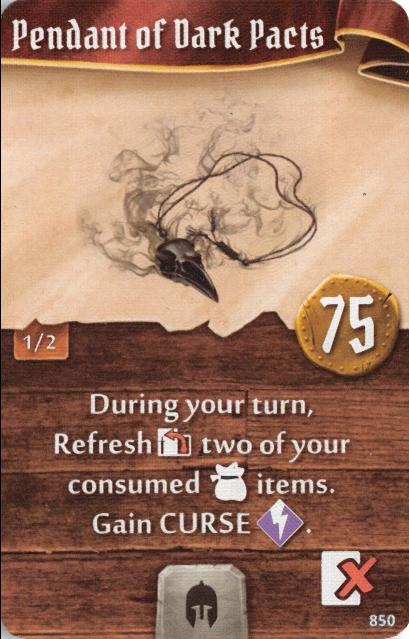 Pendant of Dark Pacts
75
1/2
During your turn,
Refresh two of your
consumed items.
Gain CURSE .
850